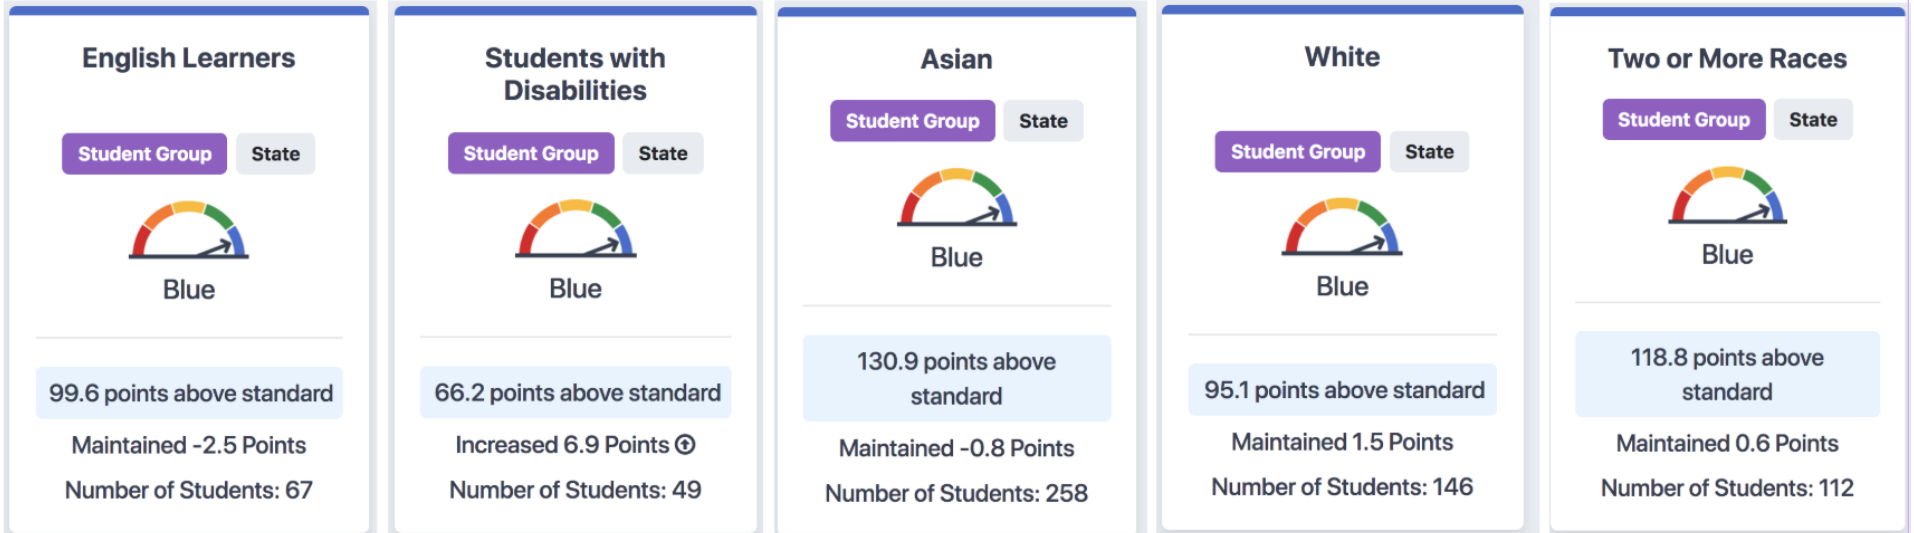 English Learners
Student Group
State
Blue
99.6 points above standard
Maintained -2.5 Points
Number of Students: 67
Students with
Disabilities
Student Group
State
Blue
66.2 points above standard
Increased 6.9 Points
Number of Students: 49
Asian
Student Group
State
Blue
130.9 points above
standard
Maintained -0.8 Points
Number of Students: 258
White
Student Group
State
Blue
95.1 points above standard
Maintained 1.5 Points
Number of Students: 146
Two or More Races
Student Group
State
Blue
118.8 points above
standard
Maintained 0.6 Points
Number of Students: 112